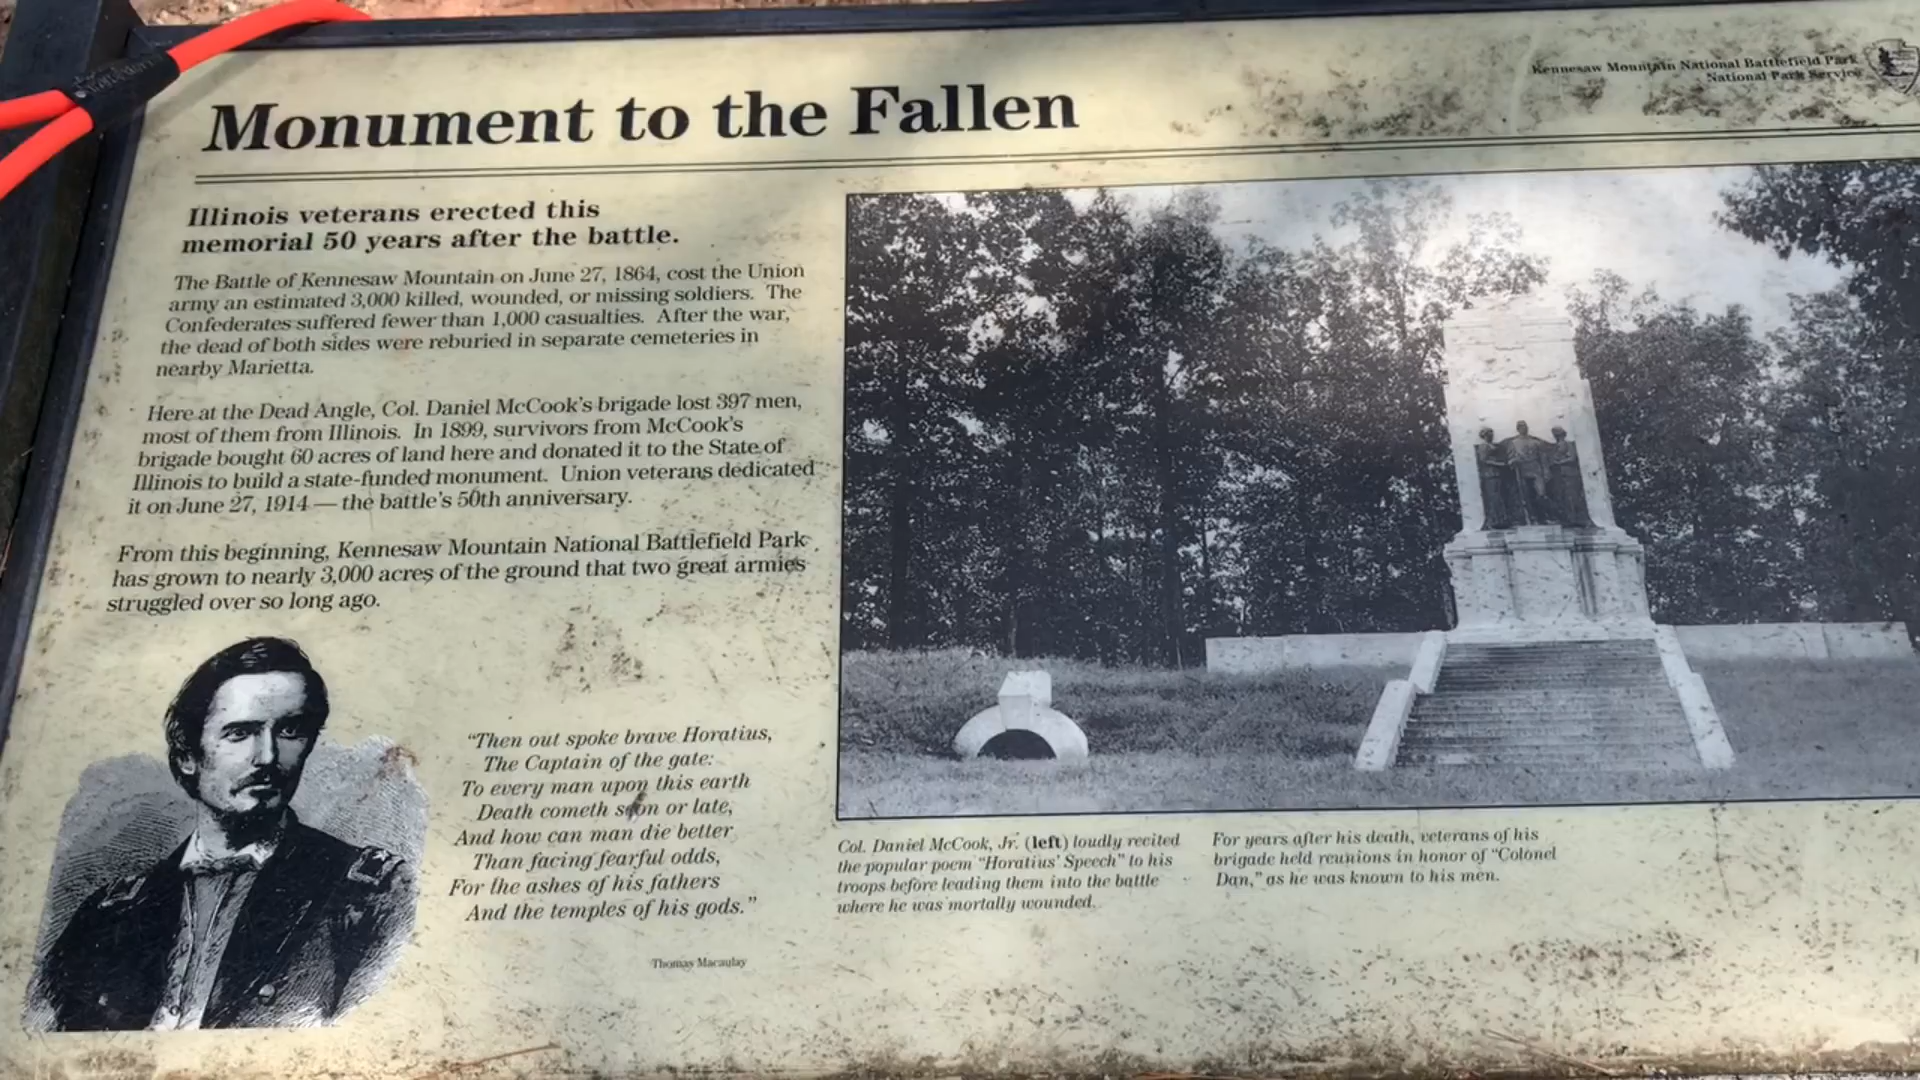 Kennesaw Mountain National Battlefield Park
National Park Service
Monument to the Fallen
Illinois veterans erected this
memorial 50 years after the battle.
The Battle of Kennesaw Mountain on June 27, 1864, cost the Union
army an estimated 3,000 killed, wounded, or missing soldiers. The
Confederates suffered fewer than 1,000 casualties. After the war,
the dead of both sides were reburied in separate cemeteries in
nearby Marietta.
Here at the Dead Angle, Col. Daniel McCook's brigade lost 397 men,
most of them from Illinois. In 1899, survivors from McCook's
brigade bought 60 acres of land here and donated it to the State of
Illinois to build a state-funded monument. Union veterans dedicated
it on June 27, 1914 — the battle's 50th anniversary.
From this beginning, Kennesaw Mountain National Battlefield Park
has grown to nearly 3,000 acres of the ground that two great armies
struggled over so long ago.
"Then out spoke brave Horatius,
The Captain of the gate:
To every man upon this earth
Death cometh soon or late,
And how can man die better
Than facing fearful odds,
For the ashes of his fathers
And the temples of his gods."
Thomas Macaulay
Col. Daniel McCook, Jr. (left) loudly recited
the popular poem "Horatius' Speech" to his
troops before leading them into the battle
where he was mortally wounded.
For years after his death, veterans of his
brigade held reunions in honor of "Colonel
Dan," as he was known to his men.